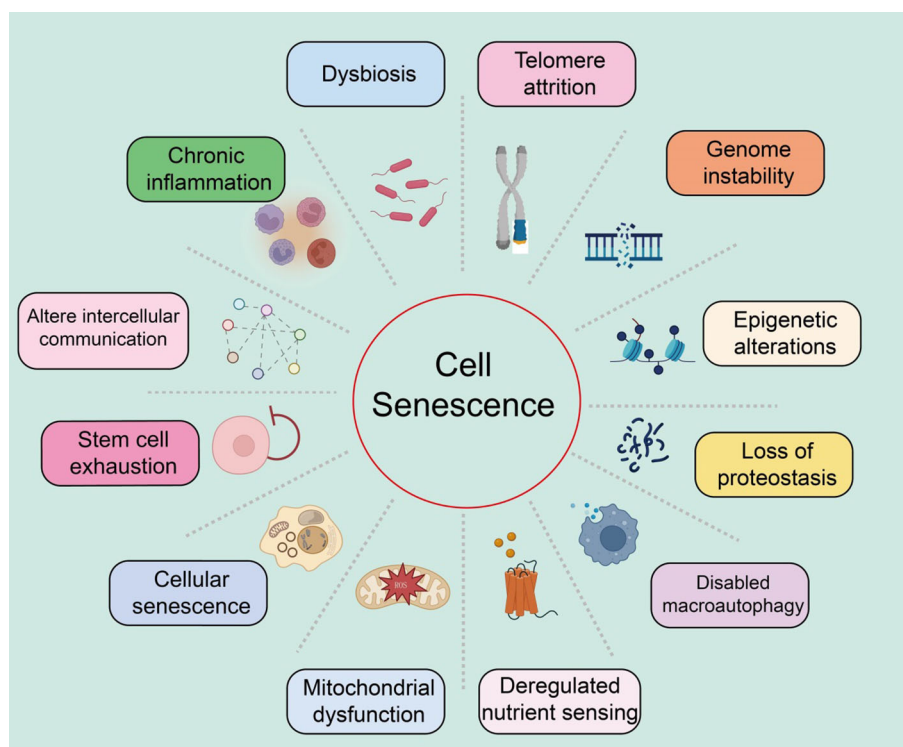 Dysbiosis
Telomere
attrition
Genome
instability
Epigenetic
alterations
Loss of
proteostasis
Disabled
macroautophagy
Deregulated
nutrient sensing
Mitochondrial
dysfunction
Cellular
senescence
Stem cell
exhaustion
Altere intercellular
communication
Chronic
inflammation
Cell
Senescence
ROS